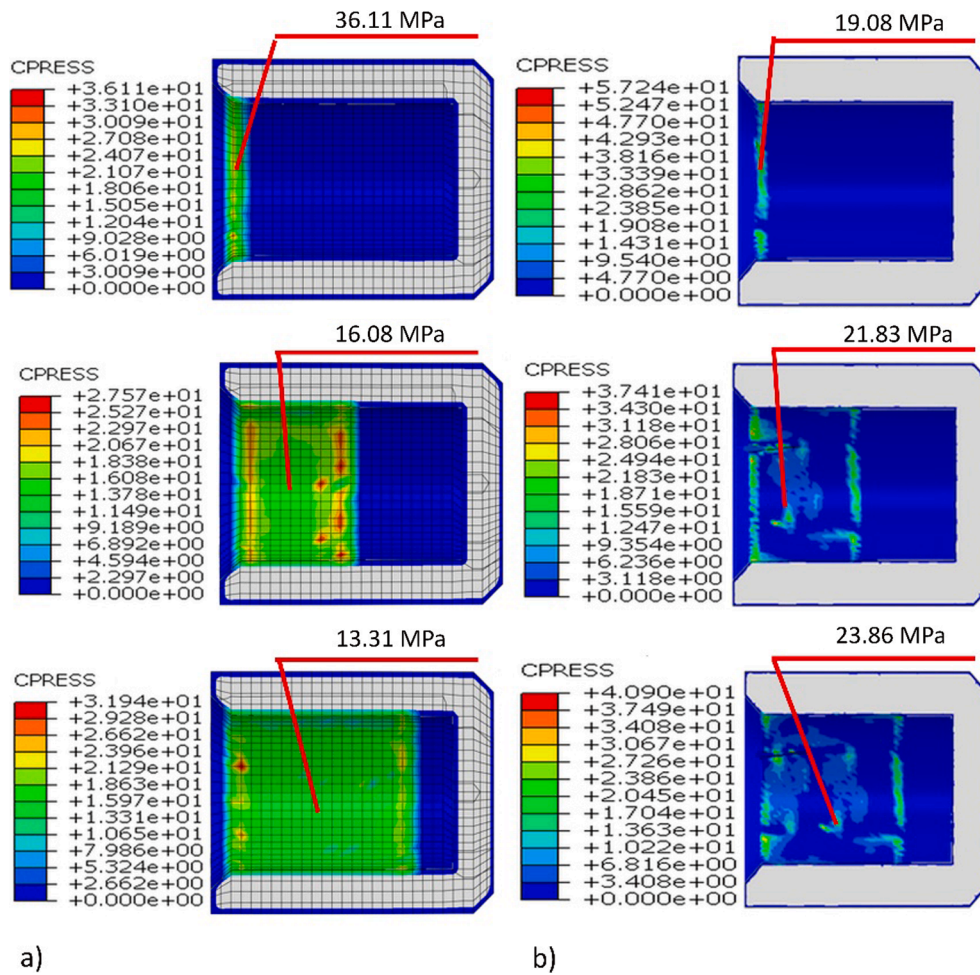 36.11 MPa
CPRESS
+3.611e+01
+3.310e+01
+3.009e+01
+2.708e+01
+2.407e+01
+2.107e+01
+1.806e+01
+1.505e+01
+1.204e+01
+9.028e+00
+6.019e+00
+3.009e+00
+0.000e+00
19.08 MPa
CPRESS
+5.724e+01
+5.247e+01
+4.770e+01
+4.293e+01
+3.816e+01
+3.339e+01
+2.862e+01
+2.385e+01
+1.908e+01
+1.431e+01
+9.540e+00
+4.770e+00
+0.000e+00
16.08 MPa
CPRESS
+2.757e+01
+2.527e+01
+2.297e+01
+2.067e+01
+1.838e+01
+1.608e+01
+1.378e+01
+1.149e+01
+9.189e+00
+6.892e+00
+4.594e+00
+2.297e+00
+0.000e+00
21.83 MPa
CPRESS
+3.741e+01
+3.430e+01
+3.118e+01
+2.806e+01
+2.494e+01
+2.183e+01
+1.871e+01
+1.559e+01
+1.247e+01
+9.354e+00
+6.236e+00
+3.118e+00
+0.000e+00
13.31 MPa
CPRESS
+3.194e+01
+2.928e+01
+2.662e+01
+2.396e+01
+2.129e+01
+1.863e+01
+1.597e+01
+1.331e+01
+1.065e+01
+7.986e+00
+5.324e+00
+2.662e+00
+0.000e+00
23.86 MPa
CPRESS
+4.090e+01
+3.749e+01
+3.408e+01
+3.067e+01
+2.726e+01
+2.386e+01
+2.045e+01
+1.704e+01
+1.363e+01
+1.022e+01
+6.816e+00
+3.408e+00
+0.000e+00
a)
b)